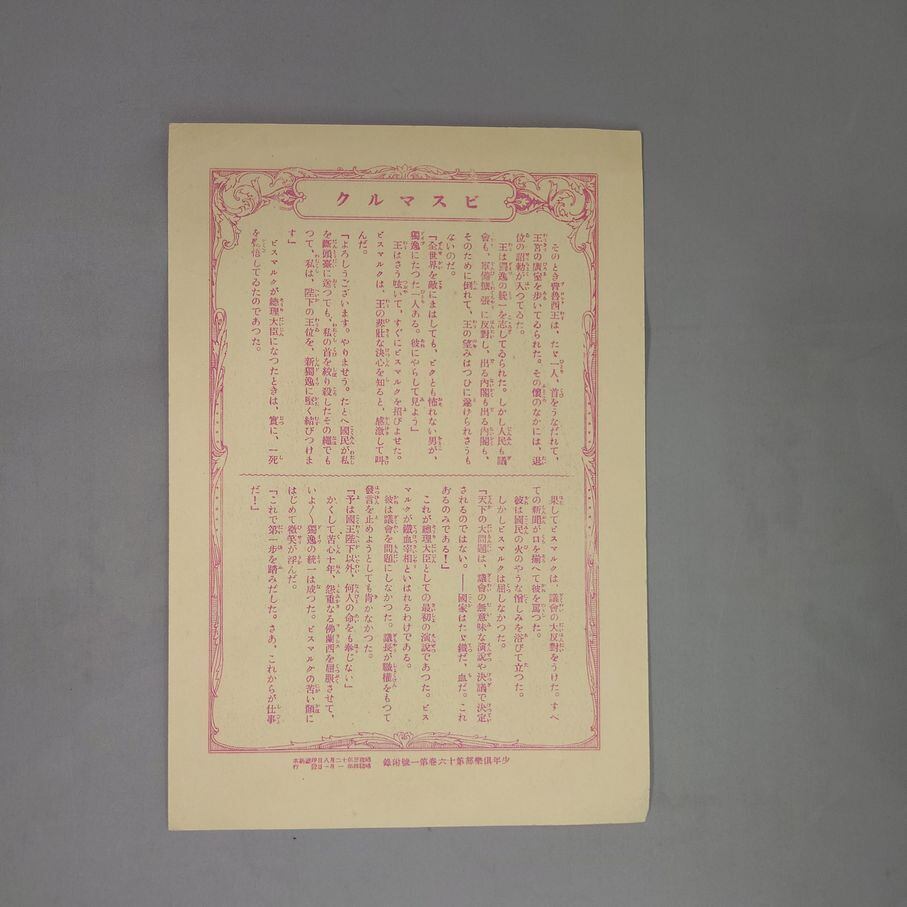 ビスマルク
そのとき普魯西王は、たゞ一人、首をうなだれて、
王宮の廣室を歩いてゐられた。その懷のなかには、退
位の詔勅が入つてゐた。
王は獨逸の統一を志してゐられた。しかし人民も議
會も、軍備擴張に反對し、出る内閣も出る内閣も、
そのために倒れて、王の望みはつひに遂げられさうも
ないのだ。
「全世界を敵にまはしても、ビクとも怖れない男が、
獨逸にたつた一人ある。彼にやらして見よう」
王はさう呟いて、すぐにビスマルクを招びよせた。
ビスマルクは、王の悲壯な決心を知ると、感激して叫
んだ。
「よろしうございます。やりませう。たとへ國民が私
を斷頭臺に送つても、私の首を絞り殺したその繩でも
つて、私は、陛下の王位を、新獨逸に堅く結びつけま
す」
ビスマルクが總理大臣になつたときは、實に、一死
を覺悟してゐたのであつた。
果してビスマルクは、議會の大反對をうけた。すべ
ての新聞が口を揃へて彼を罵つた。
彼は國民の火のやうな憎しみを浴びて立つた。
しかしビスマルクは屈しなかつた。
「天下の大問題は、議會の無意味な演説や決議で決定
されるのではない。――國家はたゞ鐵だ、血だ。これ
あるのみである!」
これが總理大臣としての最初の演説であつた。ビス
マルクが鐵血宰相といはれるわけである。
彼は議會を問題にしなかつた。議長が職權をもつて
發言を止めようとしても肯かなかつた。
「予は國王陛下以外、何人の命をも奉じない」
かくして苦心十年、怨重なる佛蘭西を屈服させて、
いよ〳〵獨逸の統一は成つた。ビスマルクの苦い顏に
はじめて微笑が浮んだ。
「これで第一步を踏みだした。さあ、これからが仕事
だ!」
少年倶樂部第十六卷第一號附錄